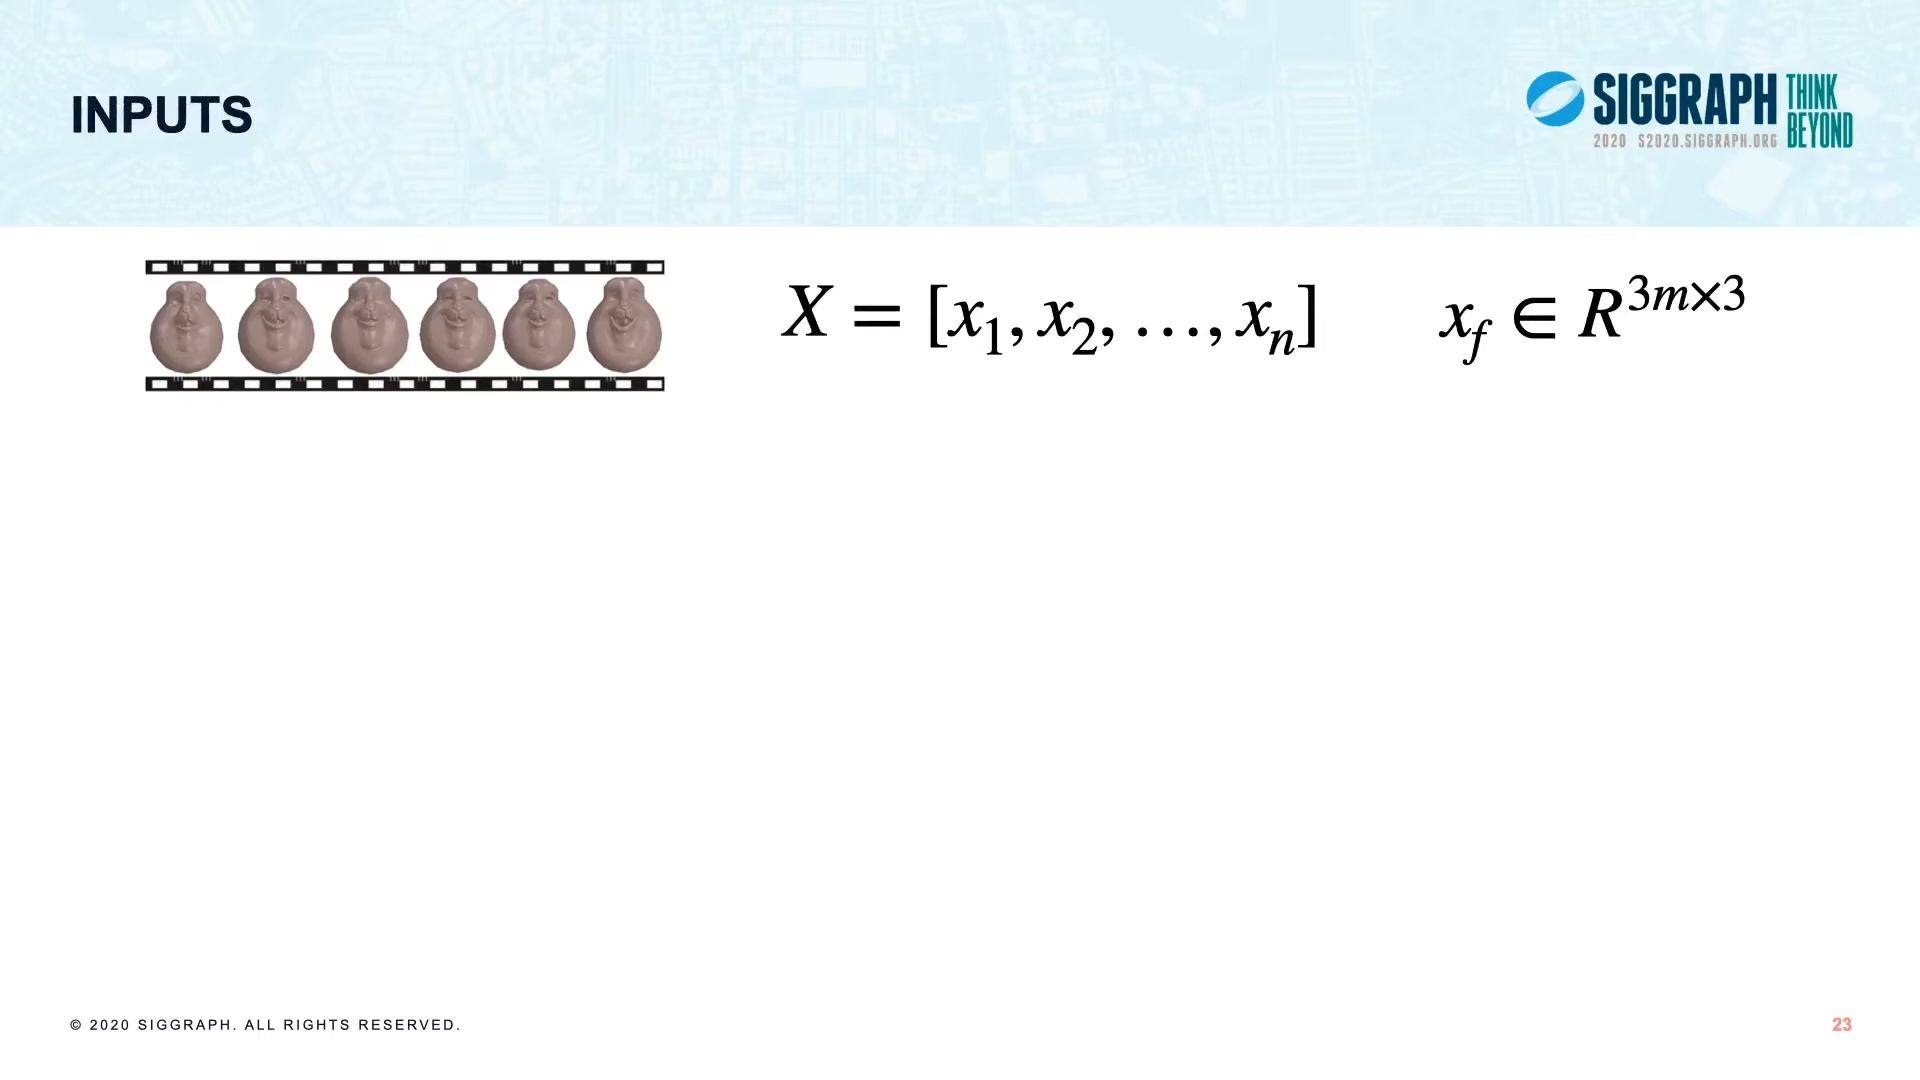 INPUTS
SIGGRAPH THINK BEYOND
2020 S2020.SIGGRAPH.ORG
X = [x₁, x₂, …, xₙ]
x_f ∈ R^{3m×3}
© 2020 SIGGRAPH. ALL RIGHTS RESERVED.
23